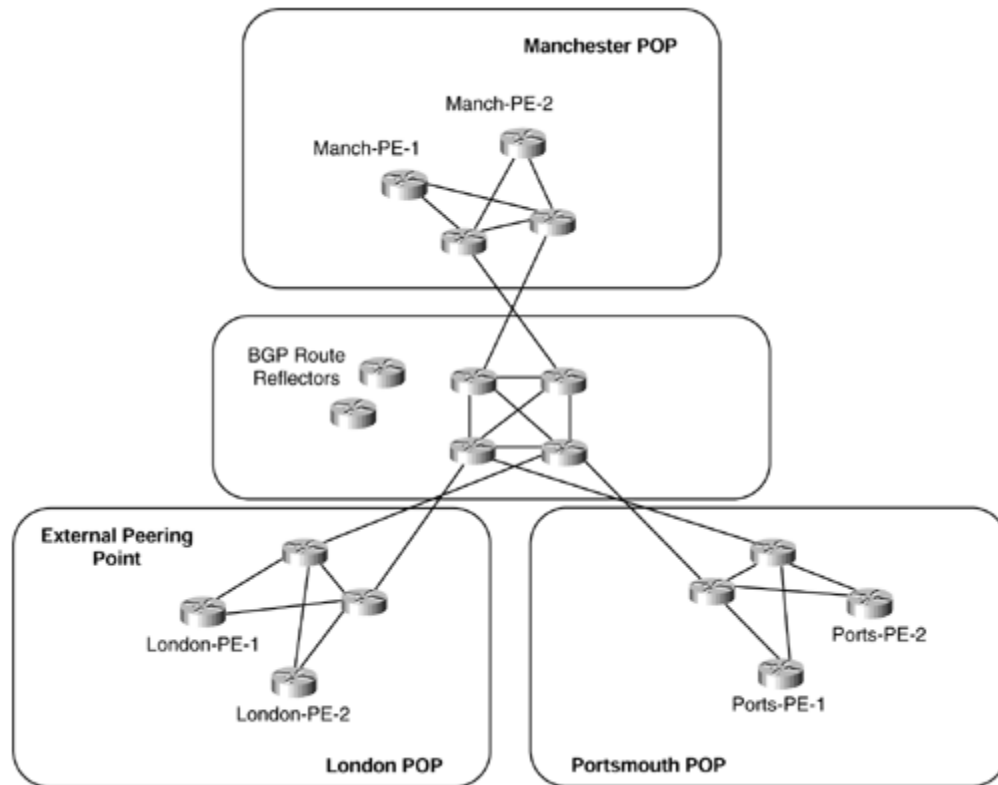 Manchester POP
Manch-PE-2
Manch-PE-1
BGP Route
Reflectors
External Peering
Point
London-PE-1
London-PE-2
London POP
Ports-PE-2
Ports-PE-1
Portsmouth POP